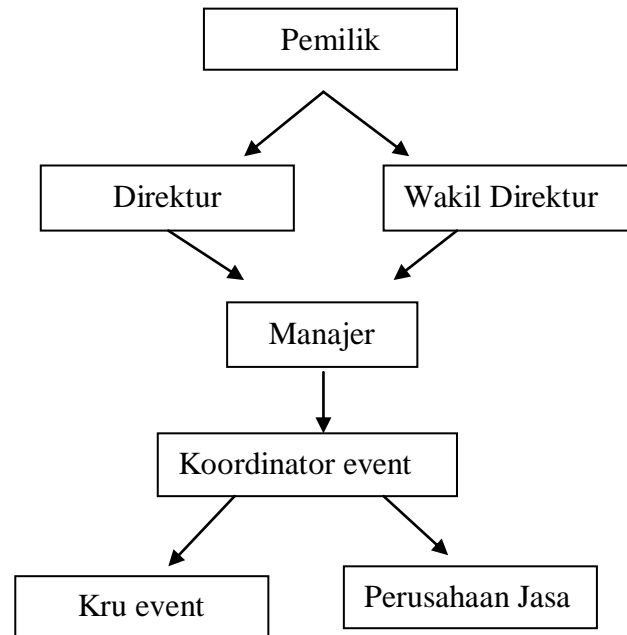 Pemilik
Direktur
Wakil Direktur
Manajer
Koordinator event
Kru event
Perusahaan Jasa